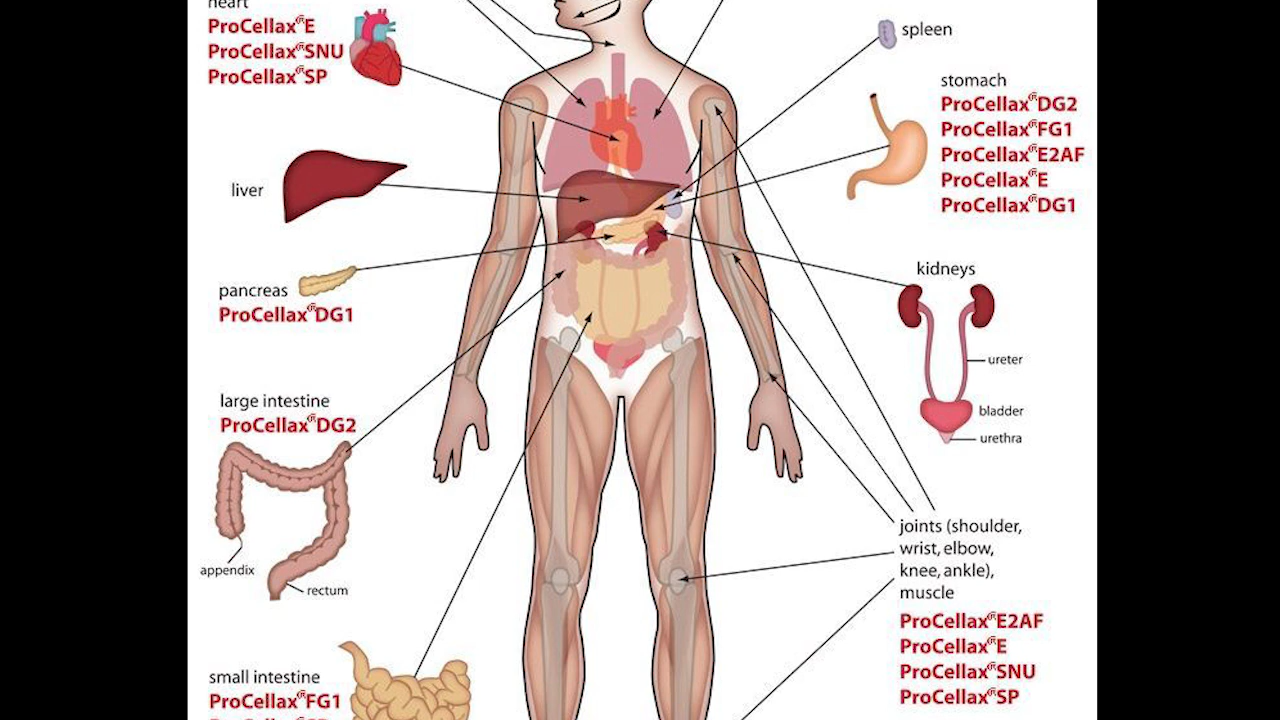 heart
ProCellax®E
ProCellax®SNU
ProCellax®SP
liver
pancreas
ProCellax®DG1
large intestine
ProCellax®DG2
appendix
rectum
small intestine
ProCellax®FG1
spleen
stomach
ProCellax®DG2
ProCellax®FG1
ProCellax®E2AF
ProCellax®E
ProCellax®DG1
kidneys
ureter
bladder
urethra
joints (shoulder,
wrist, elbow,
knee, ankle),
muscle
ProCellax®E2AF
ProCellax®E
ProCellax®SNU
ProCellax®SP